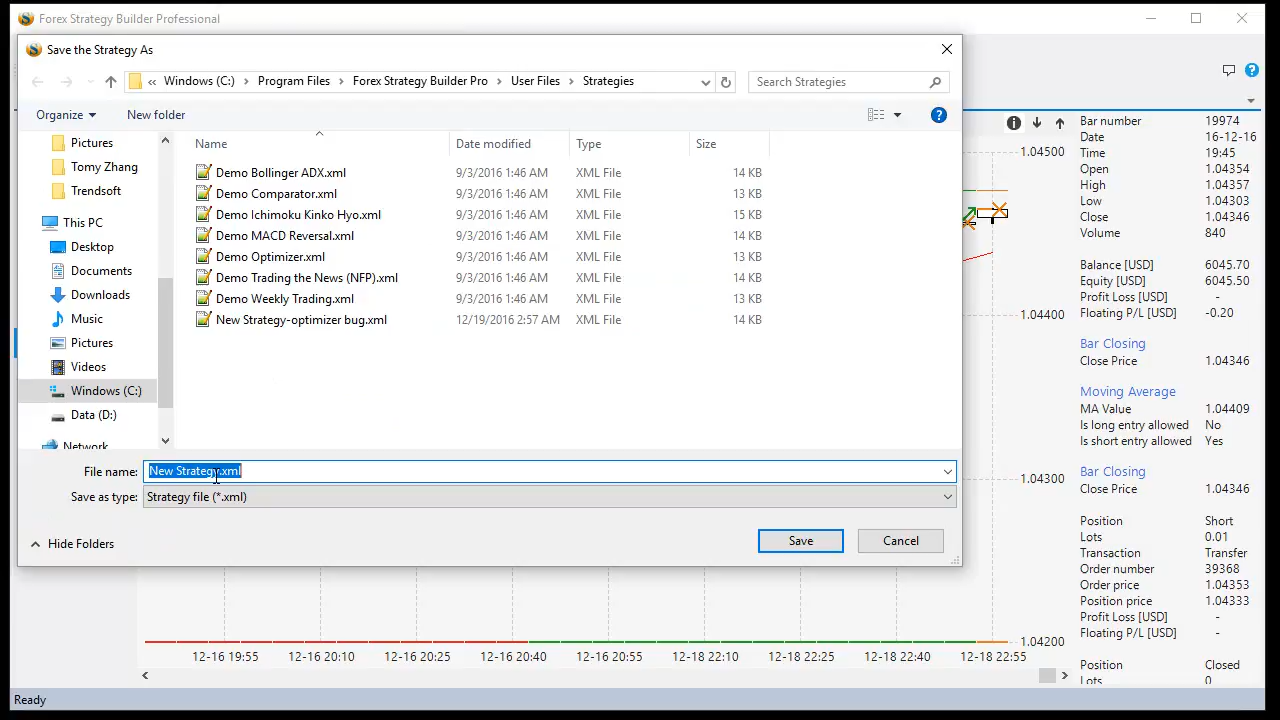 Forex Strategy Builder Professional
Save the Strategy As
« Windows (C:) > Program Files > Forex Strategy Builder Pro > User Files > Strategies
Search Strategies
Organize
New folder
Pictures
Tomy Zhang
Trendsoft
This PC
Desktop
Documents
Downloads
Music
Pictures
Videos
Windows (C:)
Data (D:)
Network
Name Date modified Type Size
Demo Bollinger ADX.xml 9/3/2016 1:46 AM XML File 14 KB
Demo Comparator.xml 9/3/2016 1:46 AM XML File 13 KB
Demo Ichimoku Kinko Hyo.xml 9/3/2016 1:46 AM XML File 15 KB
Demo MACD Reversal.xml 9/3/2016 1:46 AM XML File 14 KB
Demo Optimizer.xml 9/3/2016 1:46 AM XML File 13 KB
Demo Trading the News (NFP).xml 9/3/2016 1:46 AM XML File 14 KB
Demo Weekly Trading.xml 9/3/2016 1:46 AM XML File 13 KB
New Strategy-optimizer bug.xml 12/19/2016 2:57 AM XML File 14 KB
File name: New Strategy.xml
Save as type: Strategy file (*.xml)
Hide Folders
Save
Cancel
1.04500
1.04400
1.04300
1.04200
12-16 19:55 12-16 20:10 12-16 20:25 12-16 20:40 12-16 20:55 12-18 22:10 12-18 22:25 12-18 22:40 12-18 22:55
Bar number 19974
Date 16-12-16
Time 19:45
Open 1.04354
High 1.04357
Low 1.04303
Close 1.04346
Volume 840
Balance [USD] 6045.70
Equity [USD] 6045.50
Profit Loss [USD] -
Floating P/L [USD] -0.20
Bar Closing
Close Price 1.04346
Moving Average
MA Value 1.04409
Is long entry allowed No
Is short entry allowed Yes
Bar Closing
Close Price 1.04346
Position Short
Lots 0.01
Transaction Transfer
Order number 39368
Order price 1.04353
Position price 1.04333
Profit Loss [USD] -
Floating P/L [USD] -
Position Closed
Lots 0
Ready